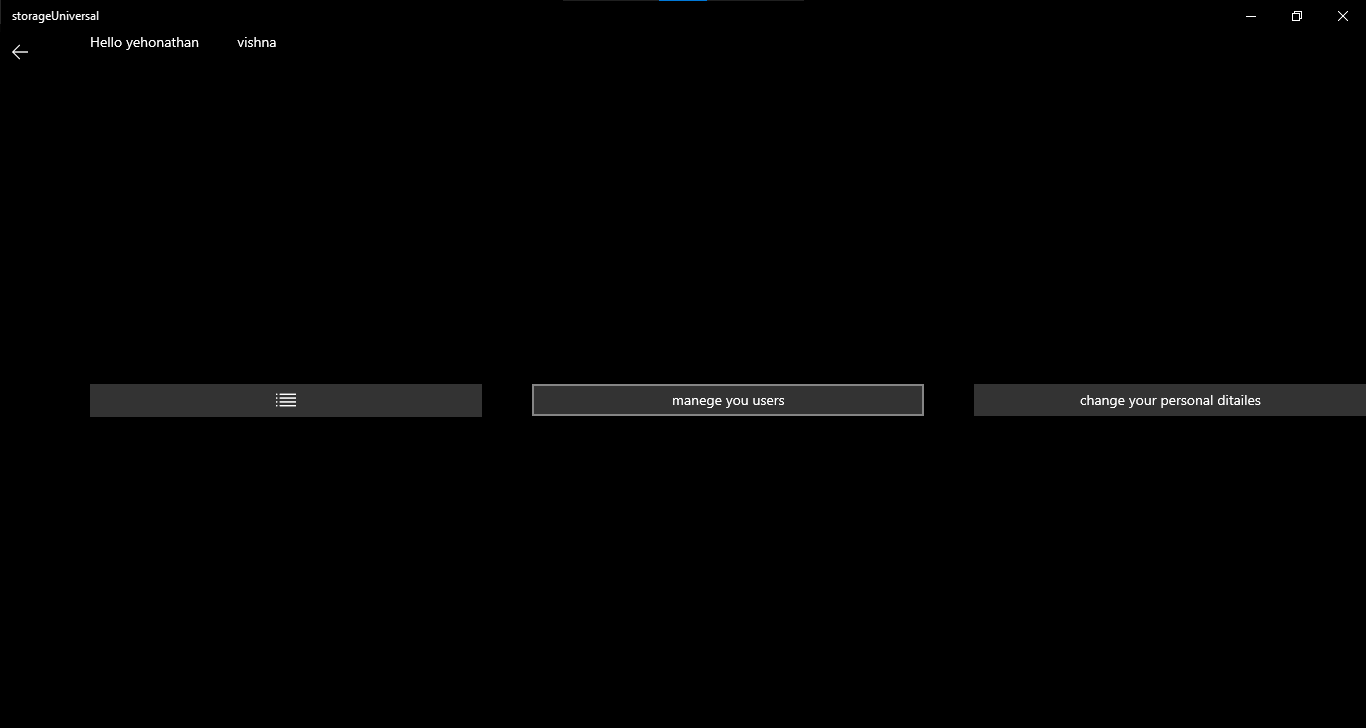 storageUniversal
Hello yehonathan vishna
manege you users
change your personal ditailes